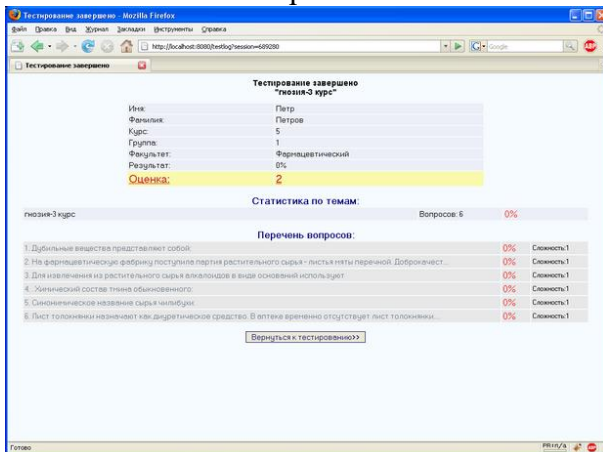 Тестирование завершено - Mozilla Firefox
Файл Правка Вид Журнал Закладки Инструменты Справка
http://localhost:8080/testlog?session=689280
Google
ABP
Тестирование завершено
Тестирование завершено
"гнозия-3 курс"
Имя: Петр
Фамилия: Петров
Курс: 5
Группа: 1
Факультет: Фармацевтический
Результат: 0%
Оценка: 2
Статистика по темам:
гнозия-3 курс Вопросов: 6 0%
Перечень вопросов:
1. Дубильные вещества представляют собой: 0% Сложность:1
2. На фармацевтическую фабрику поступила партия растительного сырья - листья мяты перечной. Доброкачест... 0% Сложность:1
3. Для извлечения из растительного сырья алкалоидов в виде оснований используют: 0% Сложность:1
4. Химический состав тмина обыкновенного: 0% Сложность:1
5. Синонимическое название сырья чилибухи: 0% Сложность:1
6. Лист толокнянки назначают как диуретическое средство. В аптеке временно отсутствует лист толокнянки... 0% Сложность:1
Вернуться к тестированию>>
Готово PR:n/a